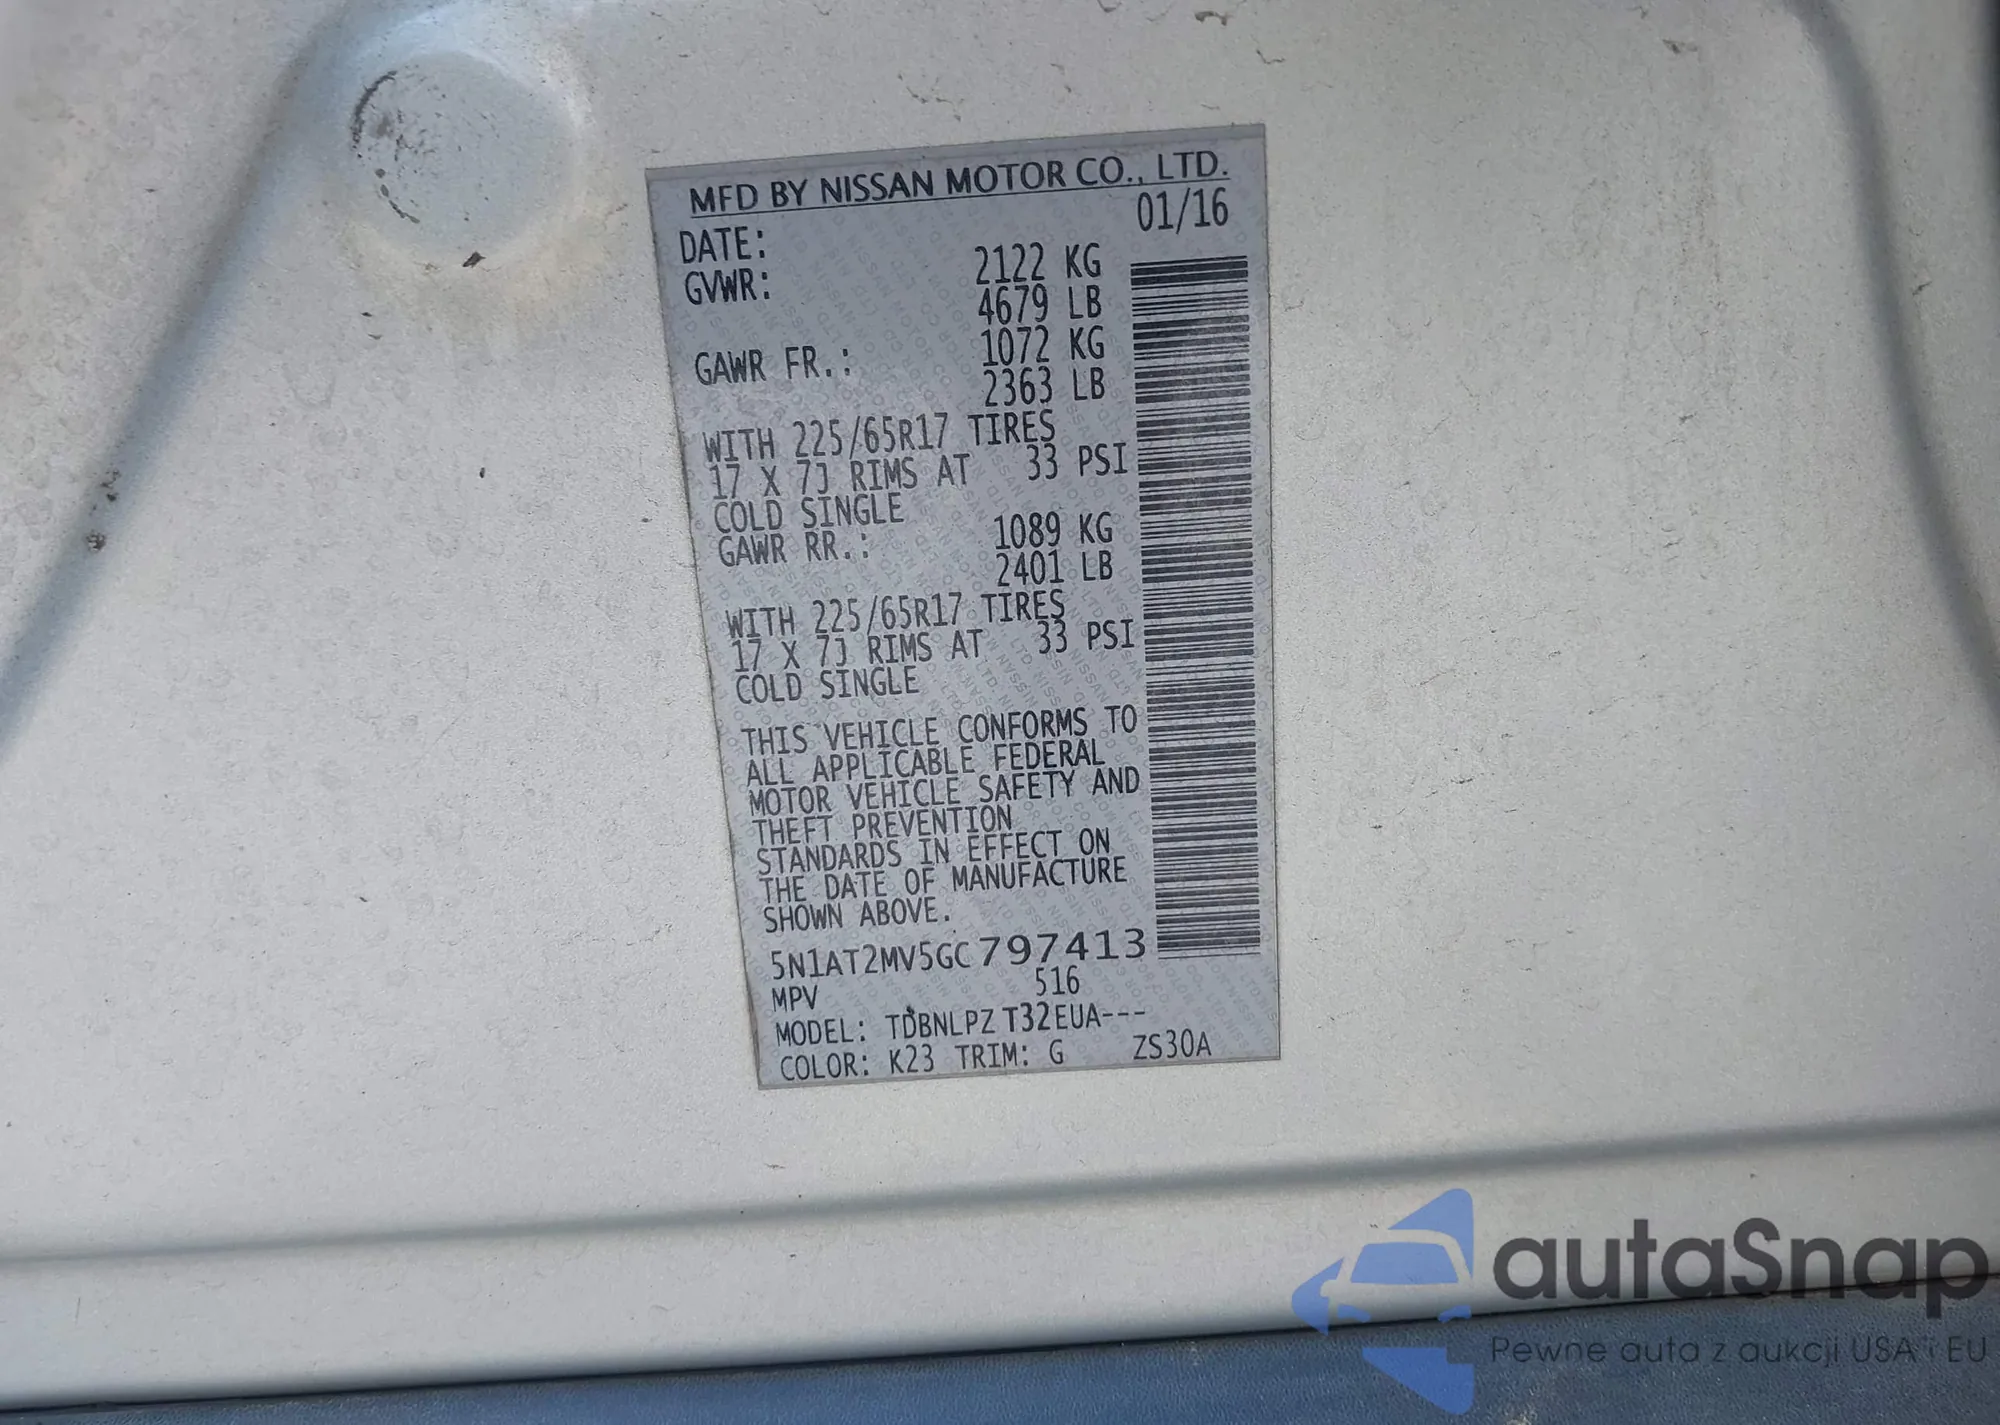 MFD BY NISSAN MOTOR CO., LTD.
DATE: 01/16
GVWR: 2122 KG
4679 LB
GAWR FR.: 1072 KG
2363 LB
WITH 225/65R17 TIRES
17 X 7J RIMS AT 33 PSI
COLD SINGLE
GAWR RR.: 1089 KG
2401 LB
WITH 225/65R17 TIRES
17 X 7J RIMS AT 33 PSI
COLD SINGLE
THIS VEHICLE CONFORMS TO
ALL APPLICABLE FEDERAL
MOTOR VEHICLE SAFETY AND
THEFT PREVENTION
STANDARDS IN EFFECT ON
THE DATE OF MANUFACTURE
SHOWN ABOVE.
5N1AT2MV5GC797413
MPV 516
MODEL: TDBNLPZ T32EUA---
COLOR: K23 TRIM: G ZS30A
autaSnap
Pewne auta z aukcji USA i EU